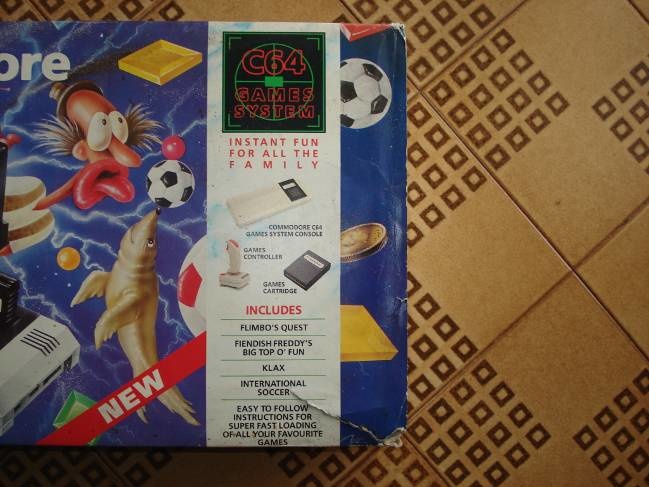 ore
C64
GAMES
SYSTEM
INSTANT FUN
FOR ALL THE
FAMILY
COMMODORE C64
GAMES SYSTEM CONSOLE
GAMES
CONTROLLER
GAMES
CARTRIDGE
INCLUDES
FLIMBO'S QUEST
FIENDISH FREDDY'S
BIG TOP O' FUN
KLAX
INTERNATIONAL
SOCCER
EASY TO FOLLOW
INSTRUCTIONS FOR
SUPER FAST LOADING
OF ALL YOUR FAVOURITE
GAMES
NEW